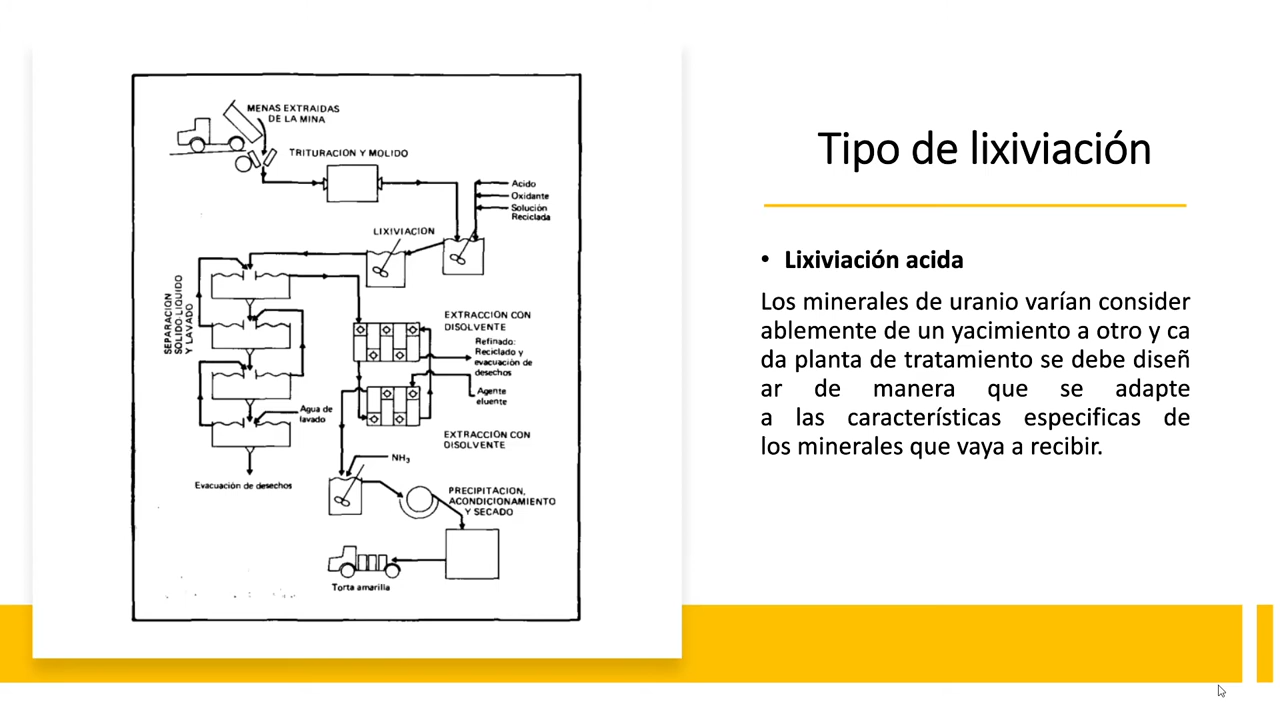 MENAS EXTRAIDAS
DE LA MINA
TRITURACION Y MOLIDO
Acido
Oxidante
Solución
Reciclada
LIXIVIACION
SEPARACION
SOLIDO-LIQUIDO
Y LAVADO
EXTRACCION CON
DISOLVENTE
Refinado:
Reciclado y
evacuación de
desechos
Agente
eluente
Agua de
lavado
EXTRACCION CON
DISOLVENTE
NH3
Evacuación de desechos
PRECIPITACION,
ACONDICIONAMIENTO
Y SECADO
Torta amarilla
Tipo de lixiviación
• Lixiviación acida
Los minerales de uranio varían consider
ablemente de un yacimiento a otro y ca
da planta de tratamiento se debe diseñ
ar de manera que se adapte
a las características especificas de
los minerales que vaya a recibir.